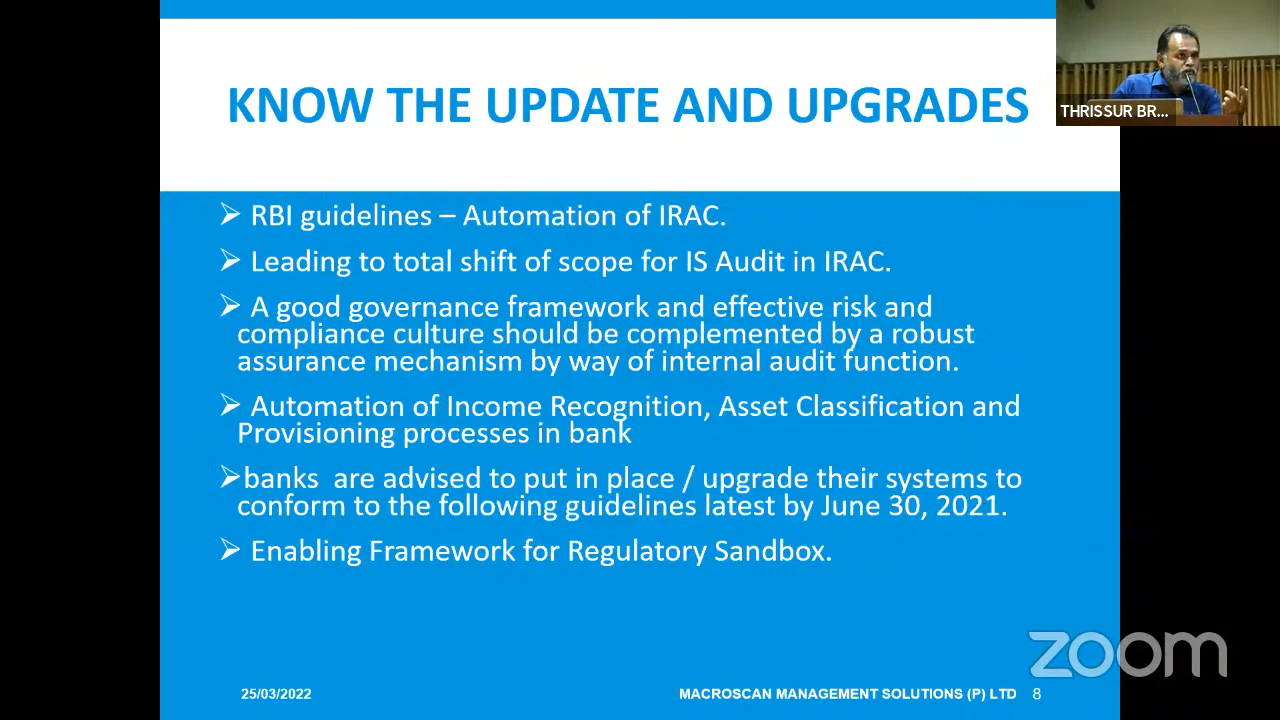 KNOW THE UPDATE AND UPGRADES
THRISSUR BR...
➢ RBI guidelines – Automation of IRAC.
➢ Leading to total shift of scope for IS Audit in IRAC.
➢ A good governance framework and effective risk and
compliance culture should be complemented by a robust
assurance mechanism by way of internal audit function.
➢ Automation of Income Recognition, Asset Classification and
Provisioning processes in bank
➢banks  are advised to put in place / upgrade their systems to
conform to the following guidelines latest by June 30, 2021.
➢ Enabling Framework for Regulatory Sandbox.
zoom
25/03/2022
MACROSCAN MANAGEMENT SOLUTIONS (P) LTD 8